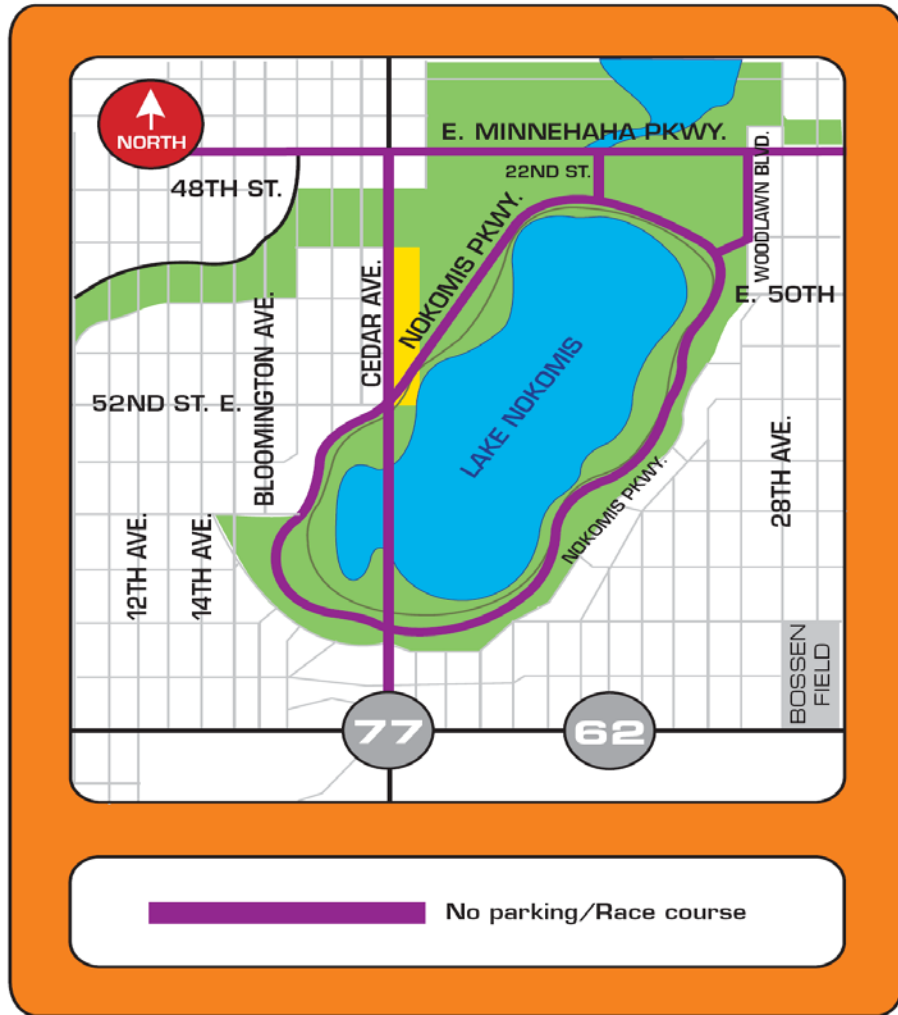 NORTH
E. MINNEHAHA PKWY.
48TH ST.
22ND ST.
WOODLAWN BLVD.
NOKOMIS PKWY.
CEDAR AVE.
E. 50TH
BLOOMINGTON AVE.
52ND ST. E.
LAKE NOKOMIS
28TH AVE.
NOKOMIS PKWY.
12TH AVE.
14TH AVE.
BOSSEN
FIELD
77
62
No parking/Race course